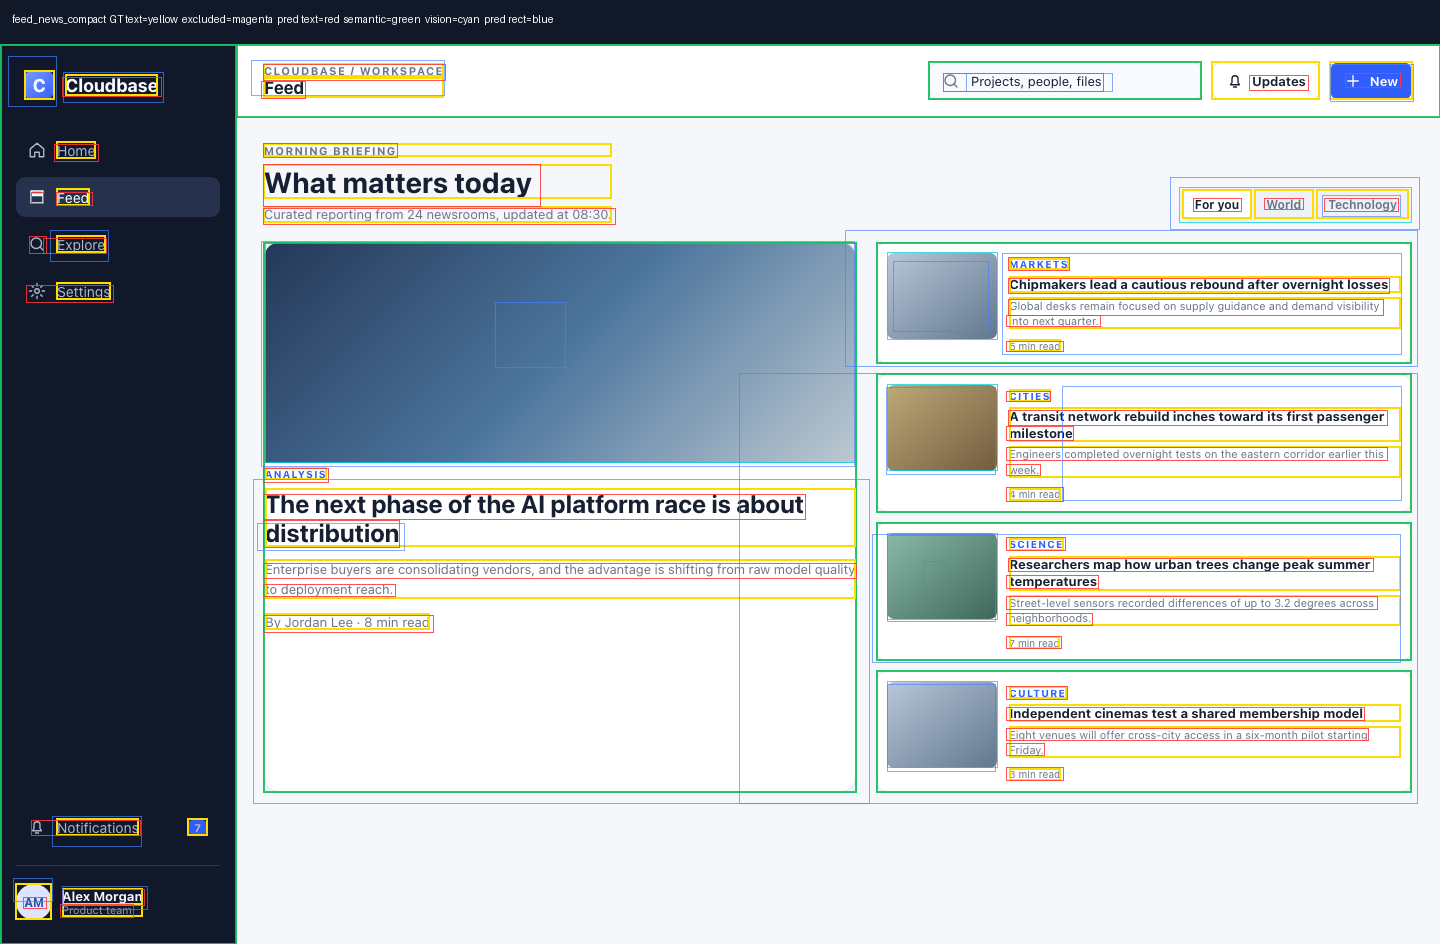 feed_news_compact GT text=yellow excluded=magenta pred text=red semantic=green vision=cyan pred rect=blue
C
Cloudbase
Home
Feed
Explore
Settings
Notifications
7
AM
Alex Morgan
Product team
CLOUDBASE / WORKSPACE
Feed
Projects, people, files
Updates
New
MORNING BRIEFING
What matters today
Curated reporting from 24 newsrooms, updated at 08:30.
For you
World
Technology
ANALYSIS
The next phase of the AI platform race is about
distribution
Enterprise buyers are consolidating vendors, and the advantage is shifting from raw model quality
to deployment reach.
By Jordan Lee · 8 min read
MARKETS
Chipmakers lead a cautious rebound after overnight losses
Global desks remain focused on supply guidance and demand visibility
into next quarter.
5 min read
CITIES
A transit network rebuild inches toward its first passenger
milestone
Engineers completed overnight tests on the eastern corridor earlier this
week.
4 min read
SCIENCE
Researchers map how urban trees change peak summer
temperatures
Street-level sensors recorded differences of up to 3.2 degrees across
neighborhoods.
7 min read
CULTURE
Independent cinemas test a shared membership model
Eight venues will offer cross-city access in a six-month pilot starting
Friday.
3 min read